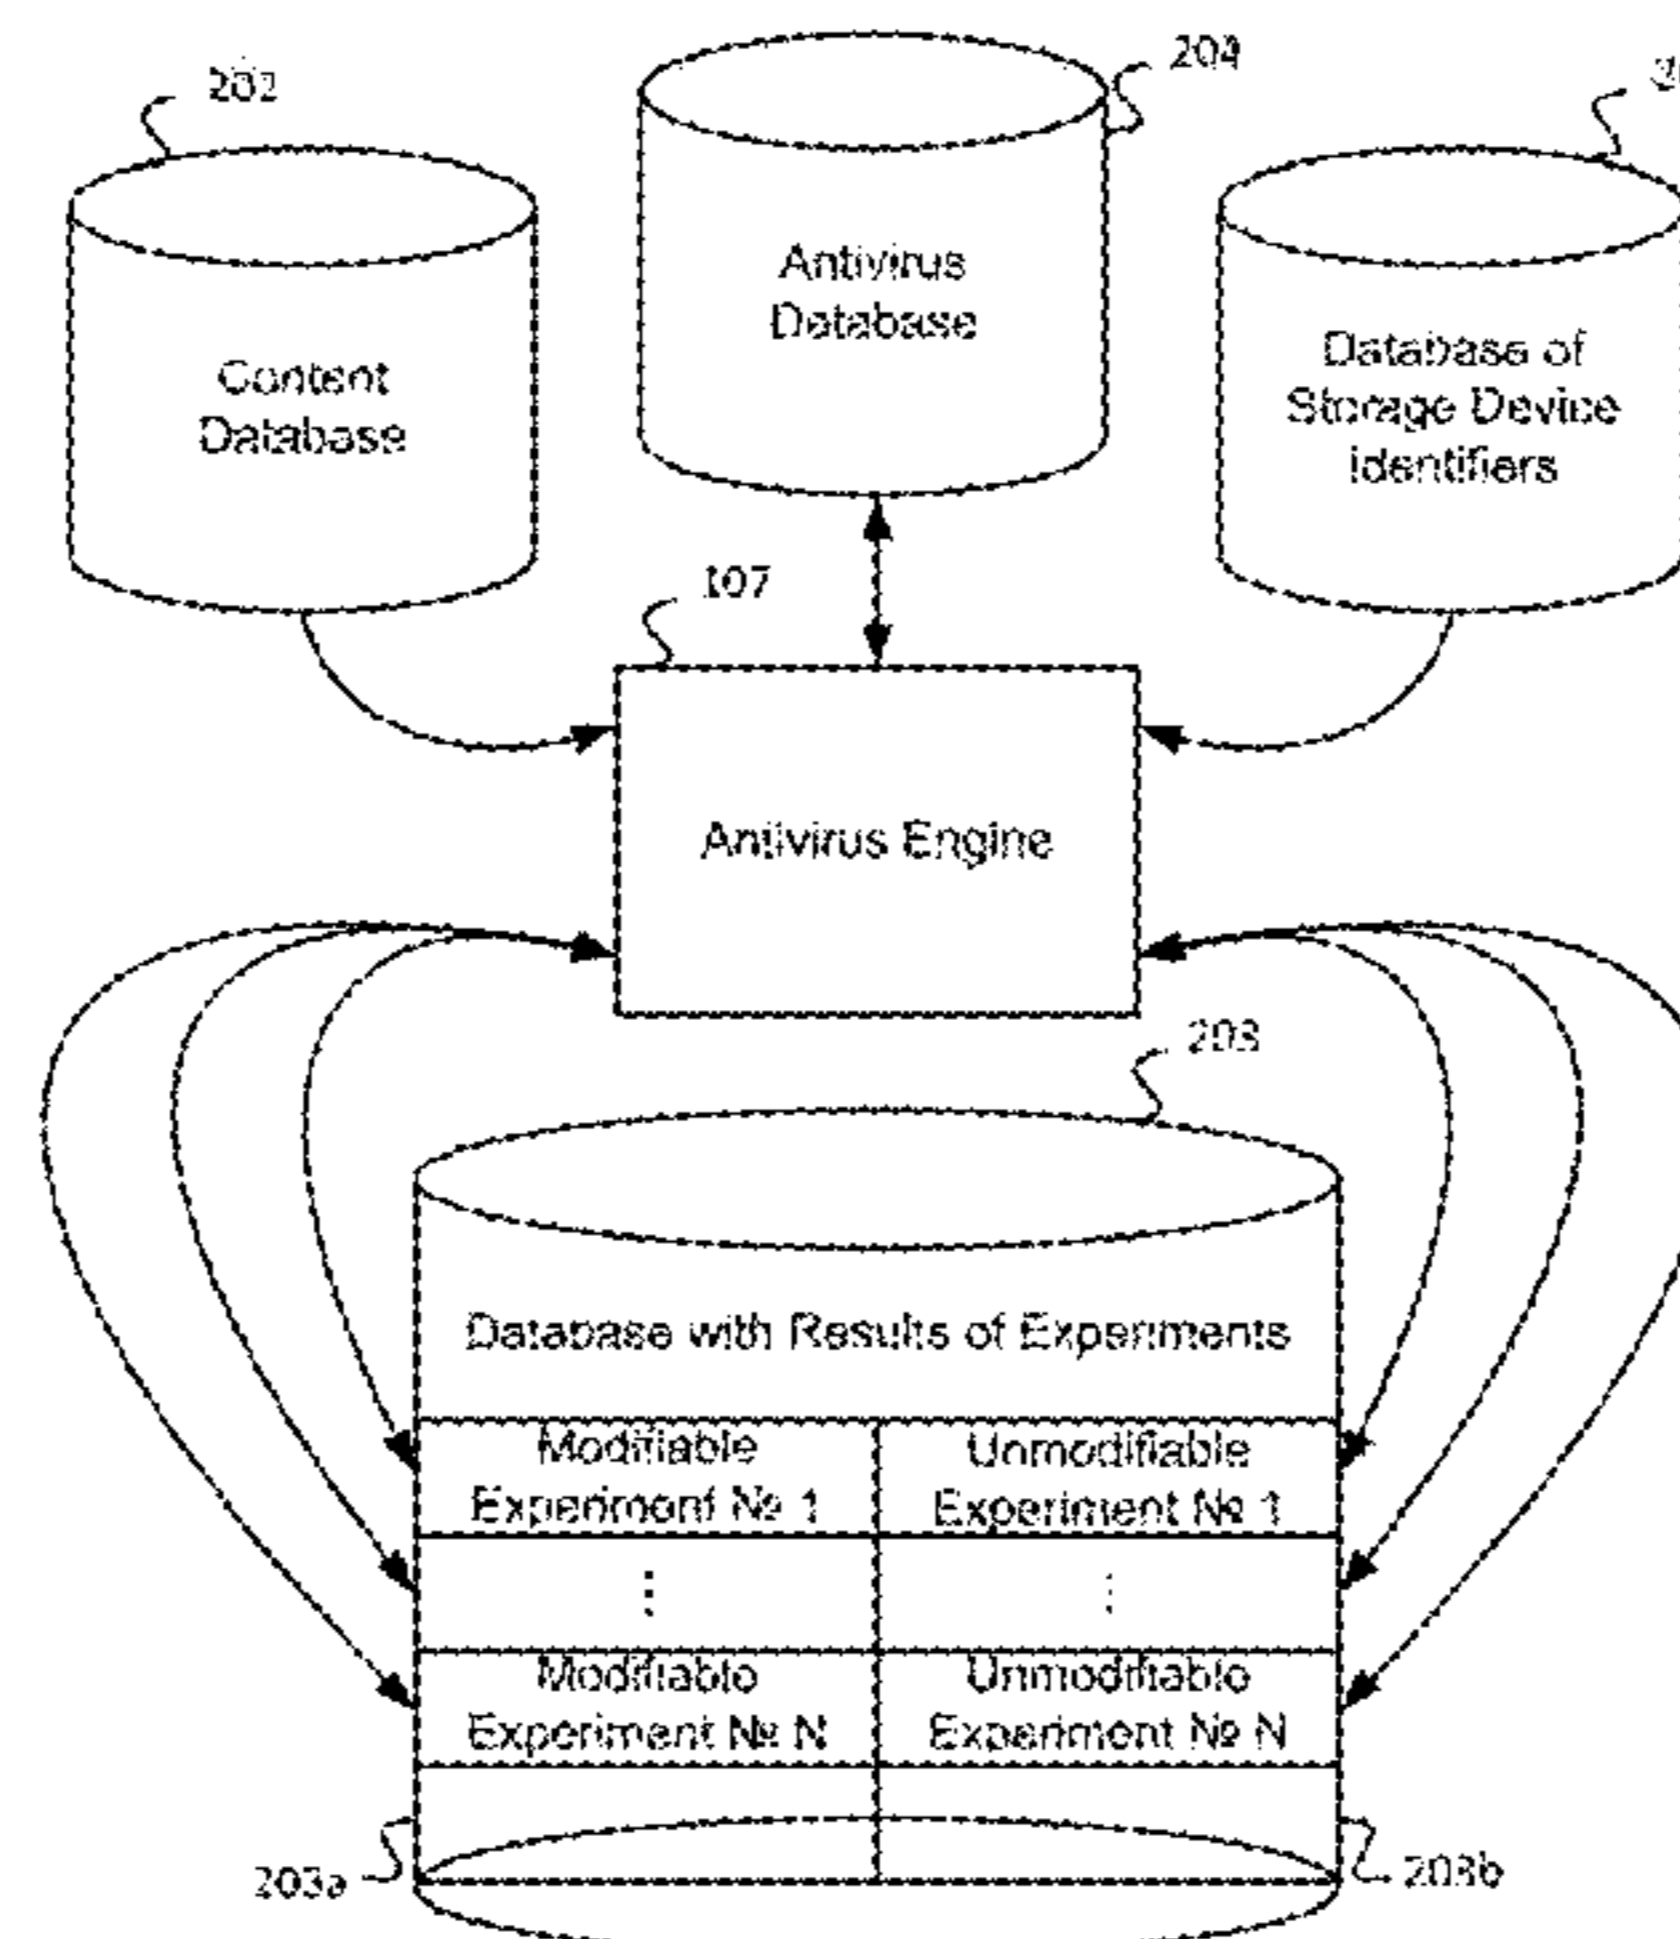 202
204
Antivirus
Database
Content
Database
Database of
Storage Device
Identifiers
107
Antivirus Engine
203
Database with Results of Experiments
Modifiable
Experiment № 1
Unmodifiable
Experiment № 1
⋮
⋮
Modifiable
Experiment № N
Unmodifiable
Experiment № N
203a
203b